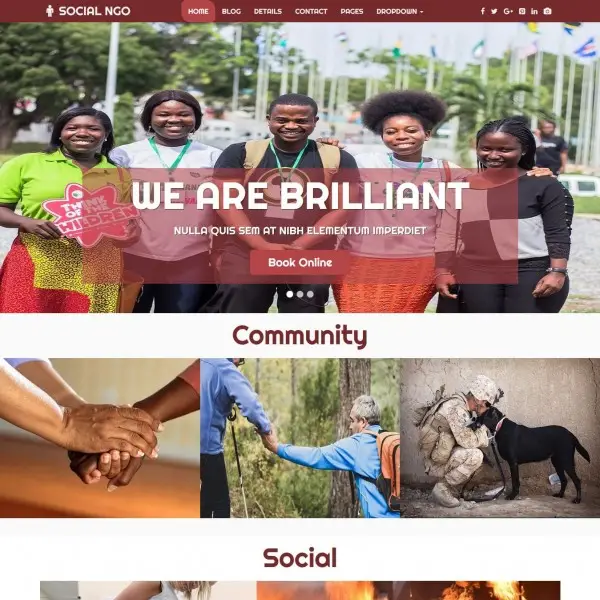 SOCIAL NGO
HOME BLOG DETAILS CONTACT PAGES DROPDOWN
THINK
OF THE
CHILDREN
WE ARE BRILLIANT
NULLA QUIS SEM AT NIBH ELEMENTUM IMPERDIET
Book Online
Community
Social